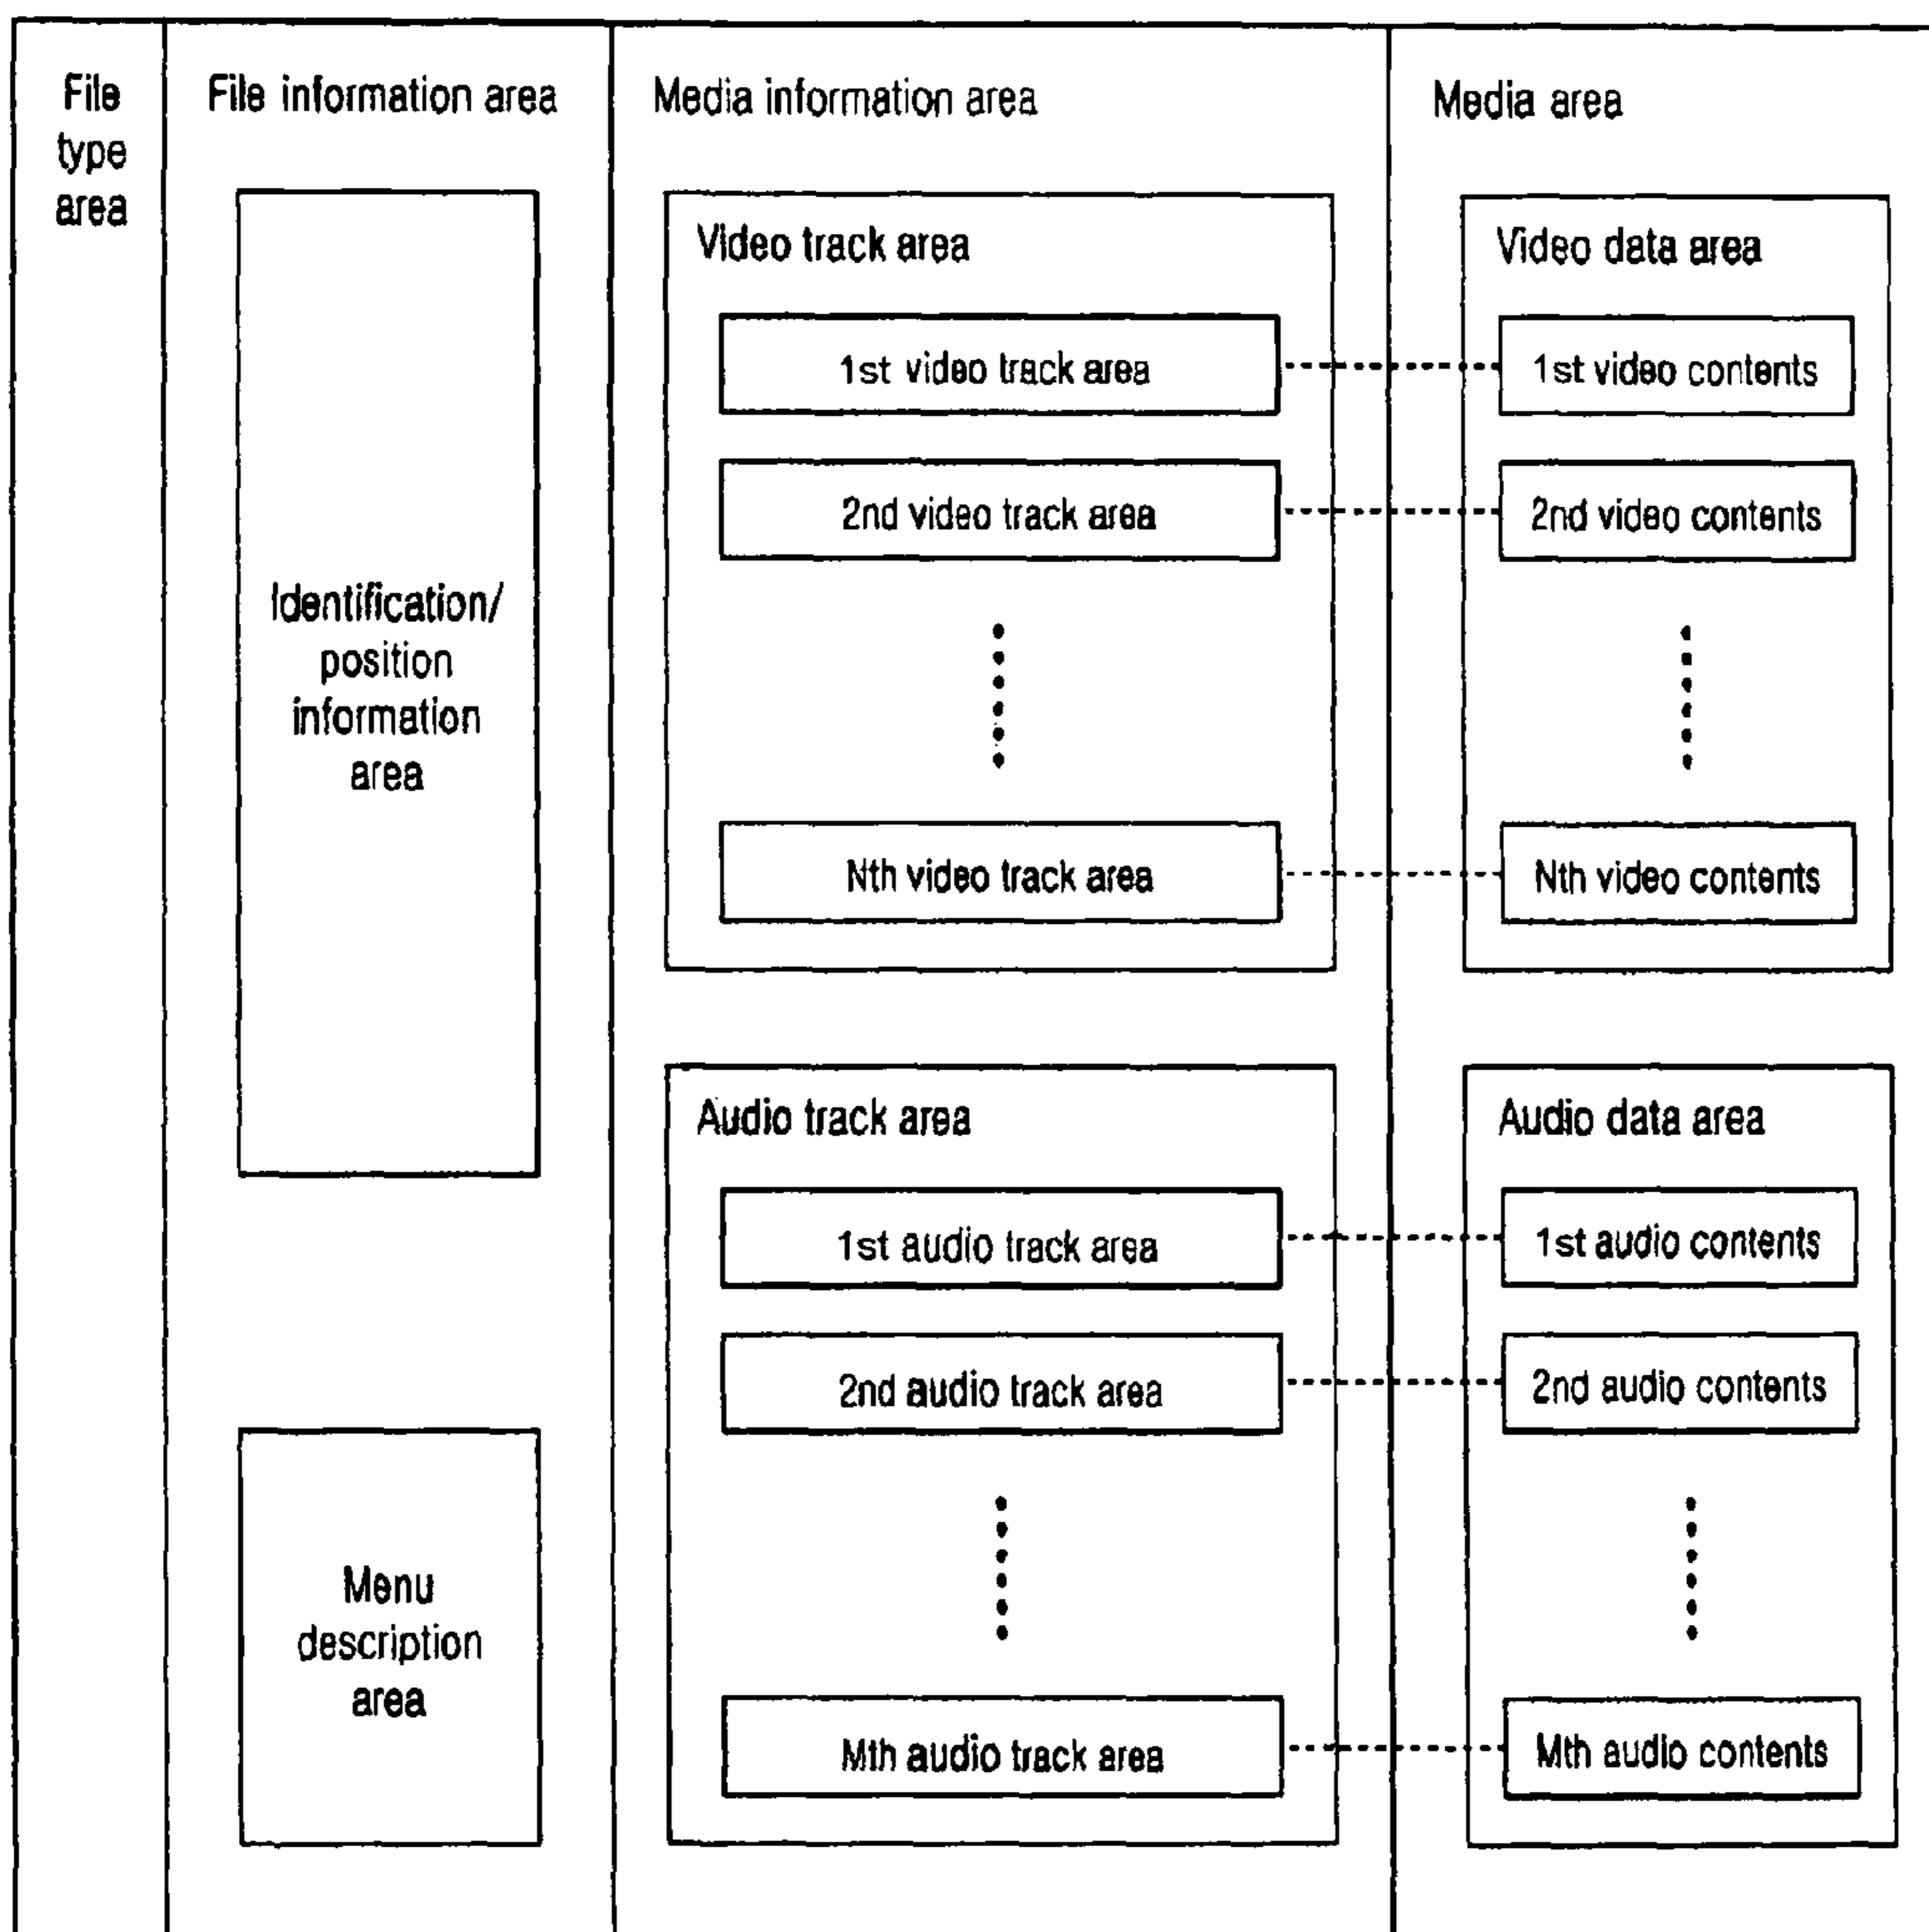 File
type
area
File information area
Identification/
position
information
area
Menu
description
area
Media information area
Video track area
1st video track area
2nd video track area
Nth video track area
Audio track area
1st audio track area
2nd audio track area
Mth audio track area
Media area
Video data area
1st video contents
2nd video contents
Nth video contents
Audio data area
1st audio contents
2nd audio contents
Mth audio contents